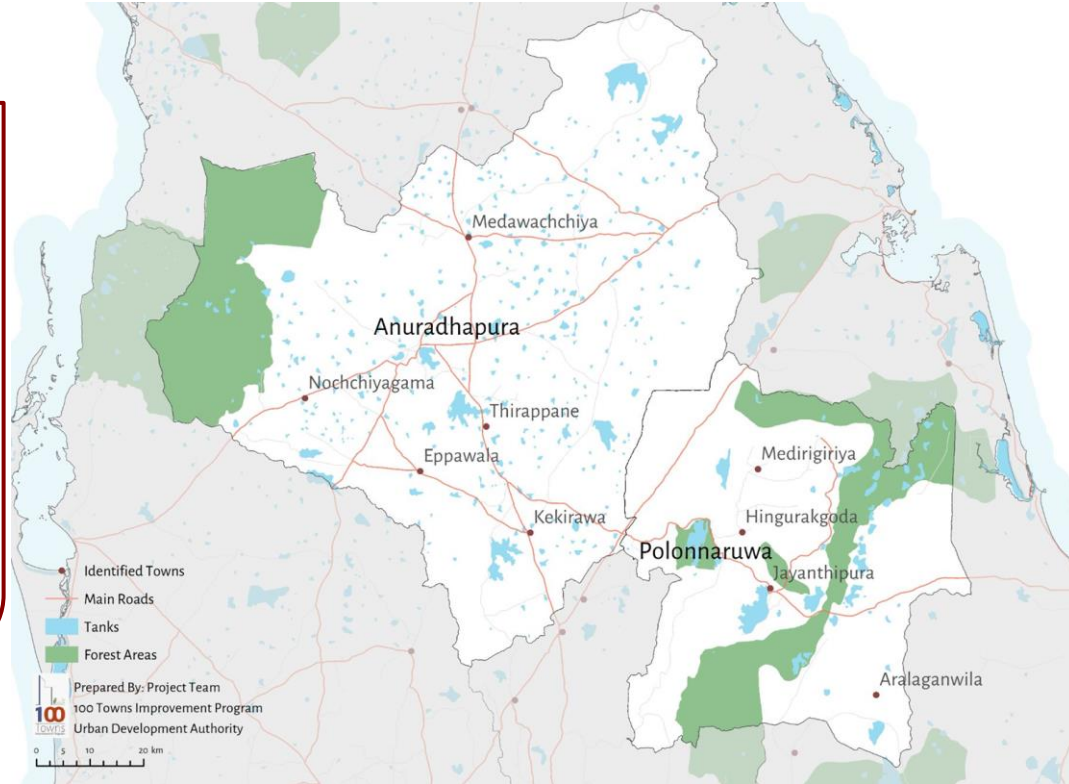 Medawachchiya
Anuradhapura
Nochchiyagama
Thirappane
Eppawala
Medirigiriya
Kekirawa
Hingurakgoda
Polonnaruwa
Jayanthipura
Aralaganwila
Identified Towns
Main Roads
Tanks
Forest Areas
Prepared By: Project Team
100 Towns Improvement Program
Urban Development Authority
100
Towns
0 5 10 20 km